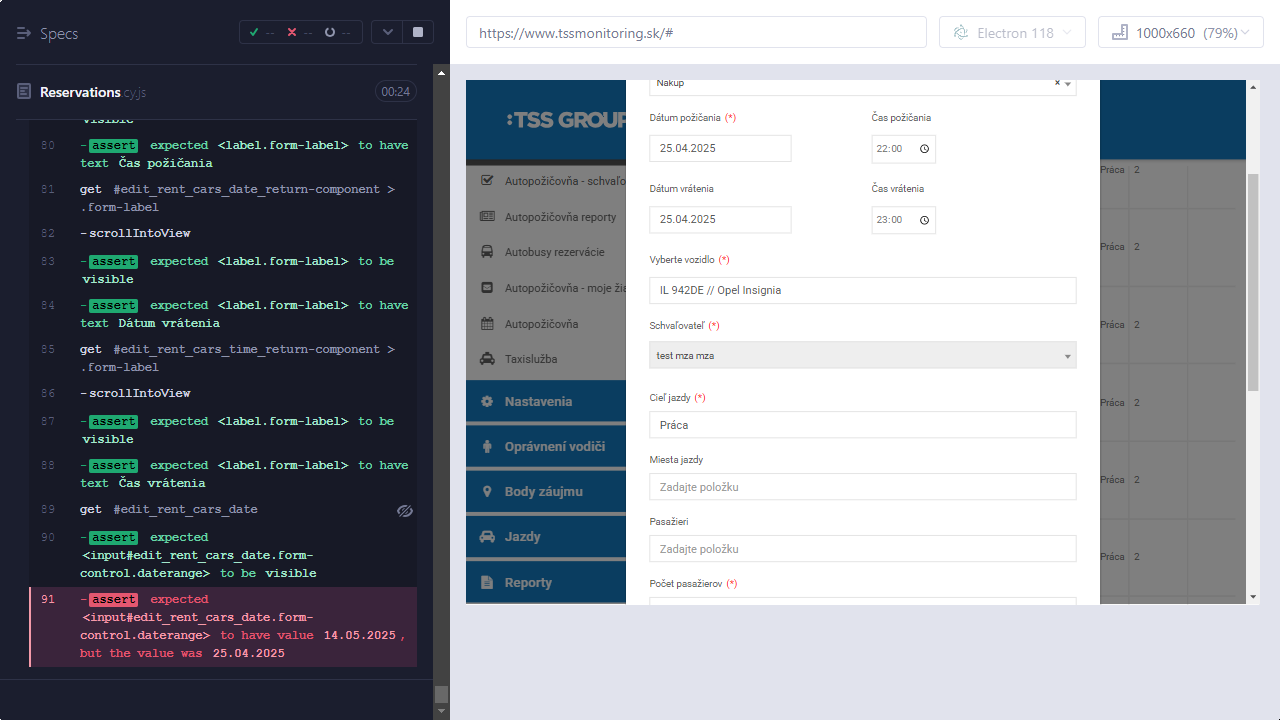 Specs
--
--
--
https://www.tssmonitoring.sk/#
Electron 118
1000x660 (79%)
Reservations.cy.js
00:24
visible
80 -assert expected <label.form-label> to have
text Čas požičania
81 get #edit_rent_cars_date_return-component >
.form-label
82 -scrollIntoView
83 -assert expected <label.form-label> to be
visible
84 -assert expected <label.form-label> to have
text Dátum vrátenia
85 get #edit_rent_cars_time_return-component >
.form-label
86 -scrollIntoView
87 -assert expected <label.form-label> to be
visible
88 -assert expected <label.form-label> to have
text Čas vrátenia
89 get #edit_rent_cars_date
90 -assert expected
<input#edit_rent_cars_date.form-
control.daterange> to be visible
91 -assert expected
<input#edit_rent_cars_date.form-
control.daterange> to have value 14.05.2025,
but the value was 25.04.2025
:TSS GROUP
Autopožičovňa - schvaľo
Autopožičovňa reporty
Autobusy rezervácie
Autopožičovňa - moje žia
Autopožičovňa
Taxislužba
Nastavenia
Oprávnení vodiči
Body záujmu
Jazdy
Reporty
Nákup
×
Dátum požičania (*)
Čas požičania
25.04.2025
22:00
Dátum vrátenia
Čas vrátenia
25.04.2025
23:00
Vyberte vozidlo (*)
IL 942DE // Opel Insignia
Schvaľovateľ (*)
test mza mza
Cieľ jazdy (*)
Práca
Miesta jazdy
Zadajte položku
Pasažieri
Zadajte položku
Počet pasažierov (*)
Práca 2
Práca 2
Práca 2
Práca 2
Práca 2
Práca 2